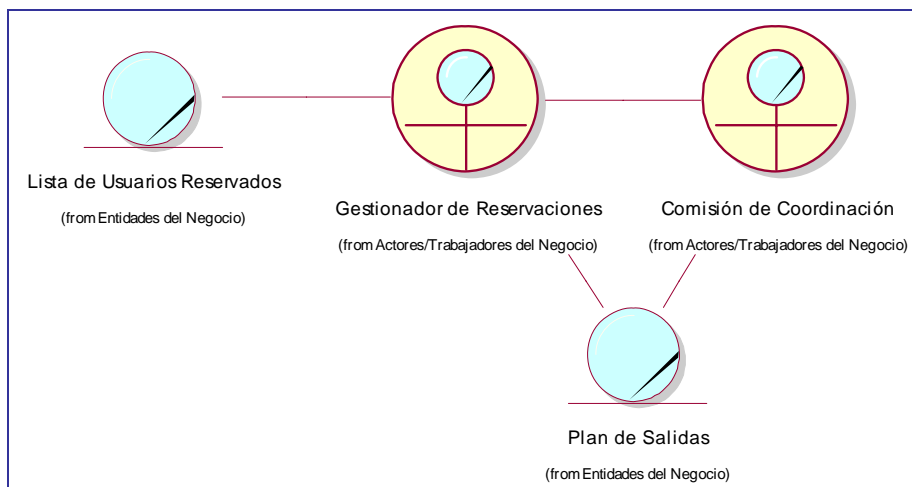 Lista de Usuarios Reservados
(from Entidades del Negocio)
Gestionador de Reservaciones
(from Actores/Trabajadores del Negocio)
Comisión de Coordinación
(from Actores/Trabajadores del Negocio)
Plan de Salidas
(from Entidades del Negocio)